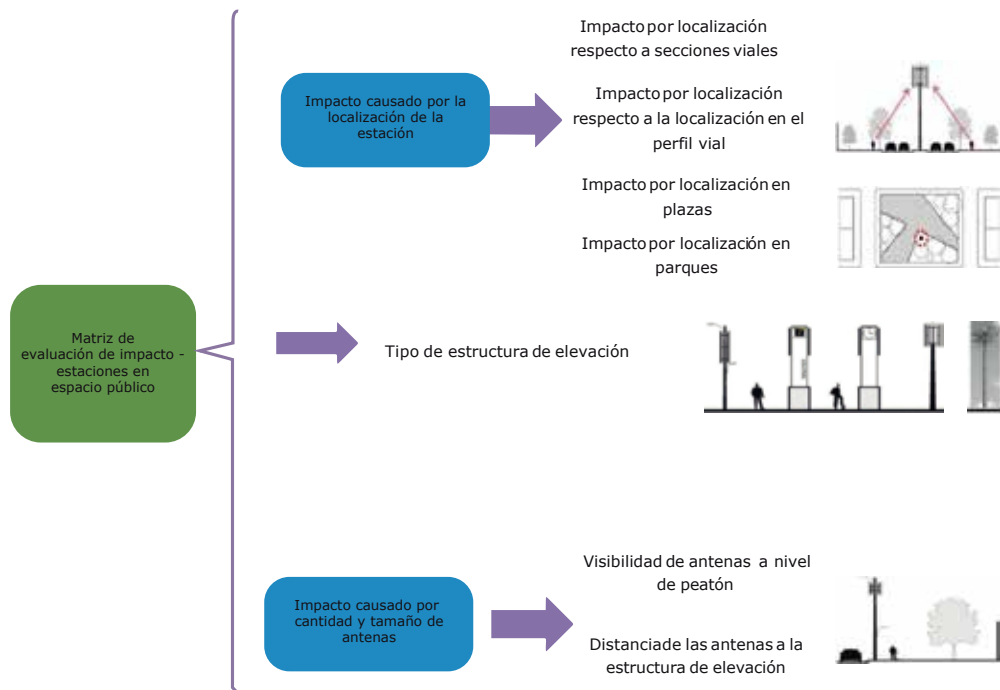 Impacto por localización
respecto a secciones viales
Impacto causado por la
localización de la
estación
Impacto por localización
respecto a la localización en el
perfil vial
Impacto por localización en
plazas
Impacto por localización en
parques
Matriz de
evaluación de impacto -
estaciones en
espacio público
Tipo de estructura de elevación
Impacto causado por
cantidad y tamaño de
antenas
Visibilidad de antenas a nivel
de peatón
Distanciade las antenas a la
estructura de elevación